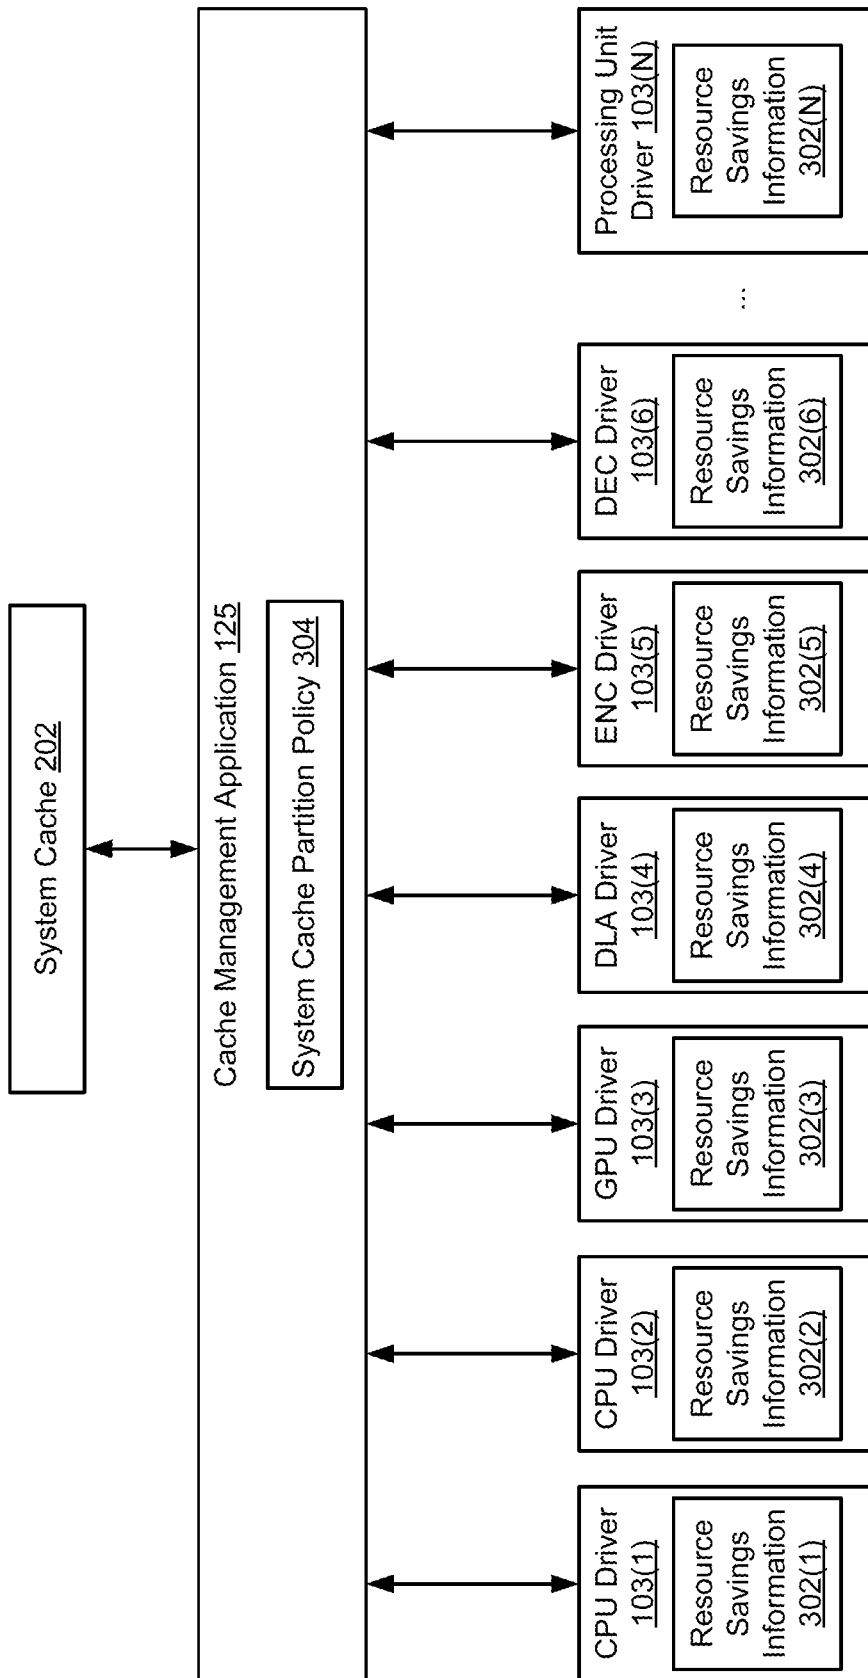 System Cache 202
Cache Management Application 125
System Cache Partition Policy 304
CPU Driver
103(1)
Resource
Savings
Information
302(1)
CPU Driver
103(2)
Resource
Savings
Information
302(2)
GPU Driver
103(3)
Resource
Savings
Information
302(3)
DLA Driver
103(4)
Resource
Savings
Information
302(4)
ENC Driver
103(5)
Resource
Savings
Information
302(5)
DEC Driver
103(6)
Resource
Savings
Information
302(6)
...
Processing Unit
Driver 103(N)
Resource
Savings
Information
302(N)